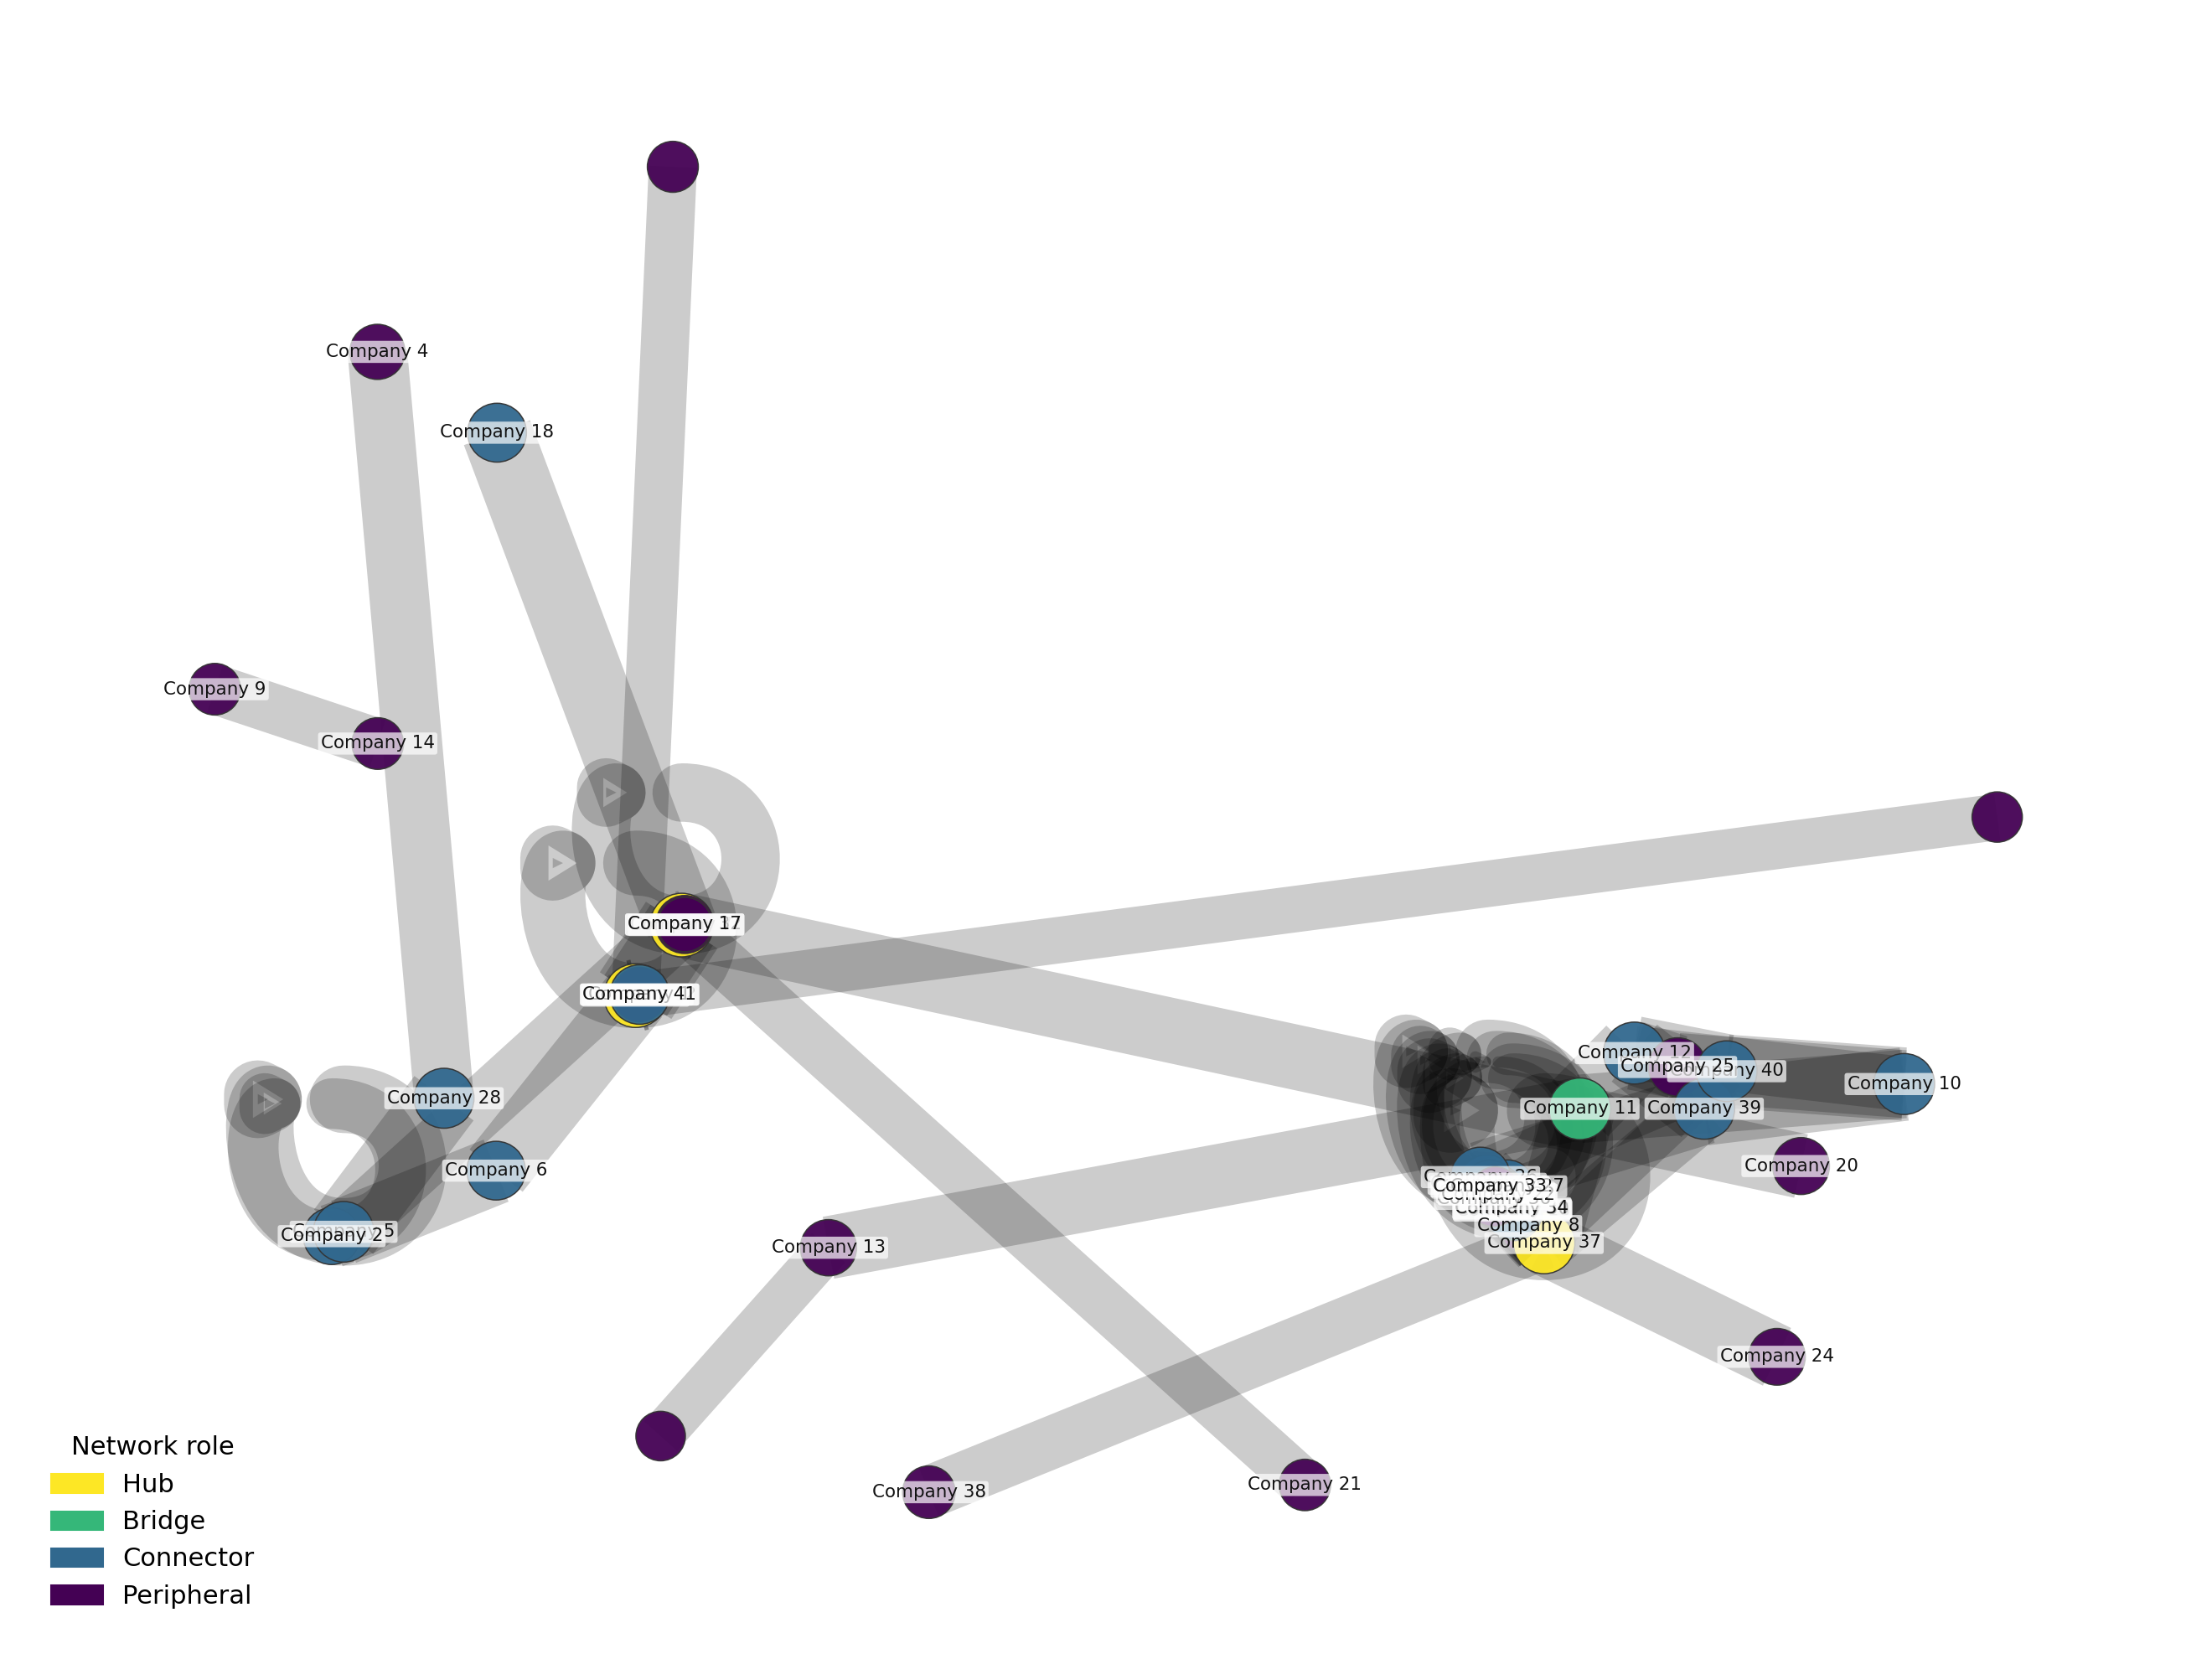 Company 4
Company 18
Company 9
Company 14
Company 17
Company 41
Company 12
Company 25
Company 40
Company 10
Company 28
Company 11
Company 39
Company 6
Company 20
Company 33
Company 2
Company 34
Company 8
Company 37
Company 13
Company 24
Company 38
Company 21
Network role
Hub
Bridge
Connector
Peripheral